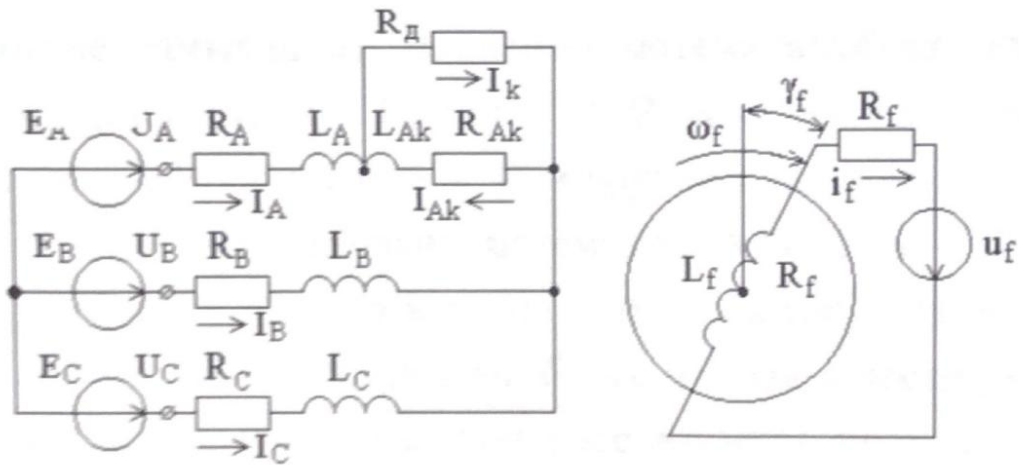 R_д
I_k
γ_f
R_f
E_A J_A R_A L_A L_Ak R_Ak
ω_f
i_f
I_A I_Ak
E_B U_B R_B L_B
u_f
L_f R_f
I_B
E_C U_C R_C L_C
I_C